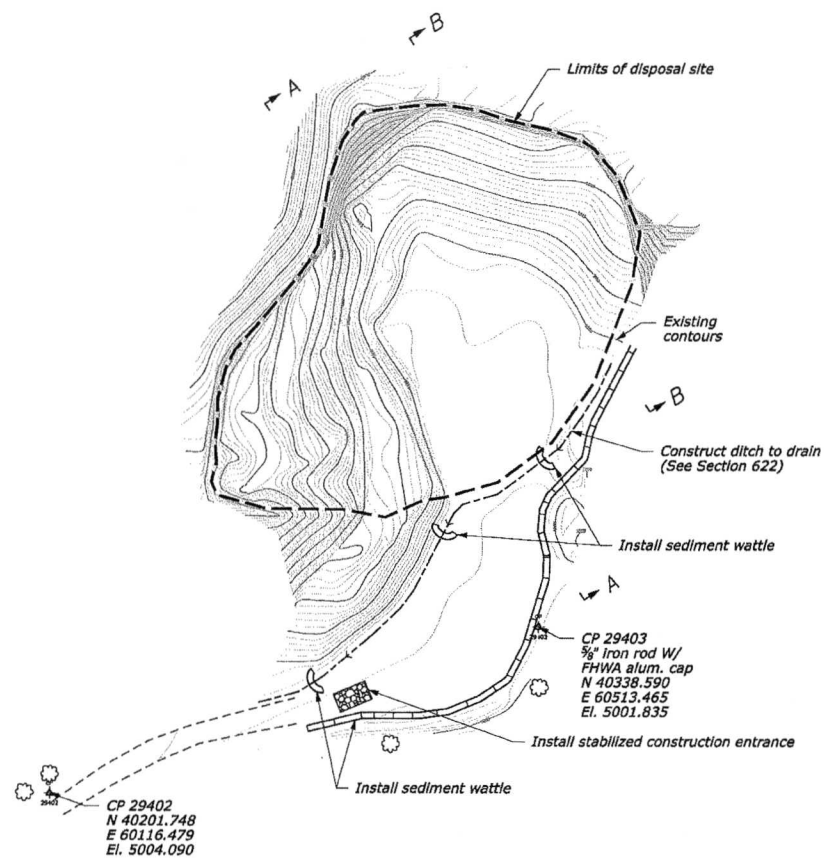 B
Limits of disposal site
A
Existing
contours
B
Construct ditch to drain
(See Section 622)
Install sediment wattle
A
CP 29403
⅝" iron rod W/
FHWA alum. cap
N 40338.590
E 60513.465
El. 5001.835
Install stabilized construction entrance
Install sediment wattle
CP 29402
N 40201.748
E 60116.479
El. 5004.090